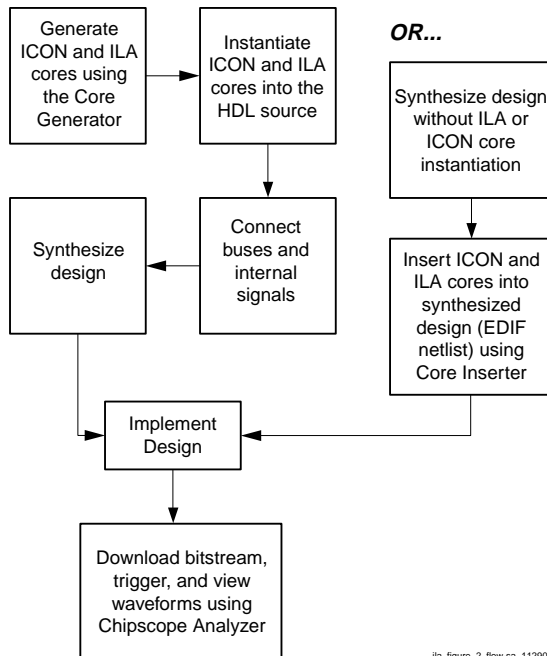 Generate
ICON and ILA
cores using
the Core
Generator
Instantiate
ICON and ILA
cores into the
HDL source
OR...
Synthesize design
without ILA or
ICON core
instantiation
Synthesize
design
Connect
buses and
internal
signals
Insert ICON and
ILA cores into
synthesized
design (EDIF
netlist) using
Core Inserter
Implement
Design
Download bitstream,
trigger, and view
waveforms using
Chipscope Analyzer